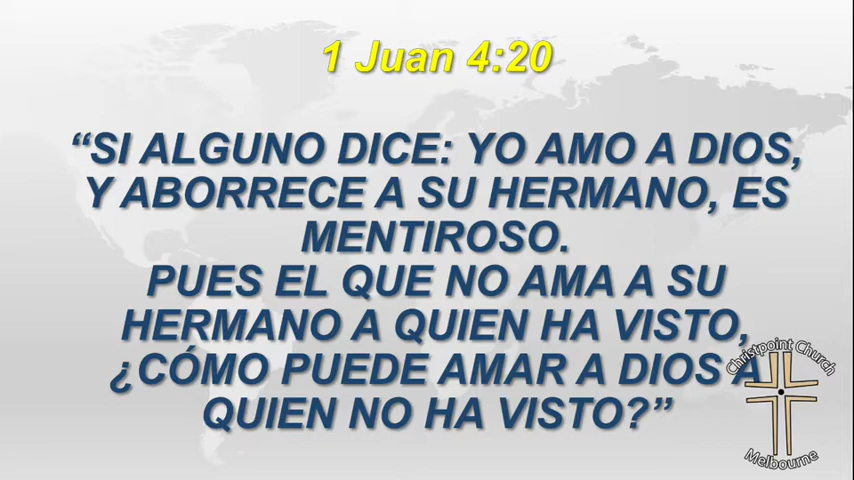 1 Juan 4:20
“SI ALGUNO DICE: YO AMO A DIOS,
Y ABORRECE A SU HERMANO, ES
MENTIROSO.
PUES EL QUE NO AMA A SU
HERMANO A QUIEN HA VISTO,
¿CÓMO PUEDE AMAR A DIOS A
QUIEN NO HA VISTO?”
Christpoint Church
Melbourne